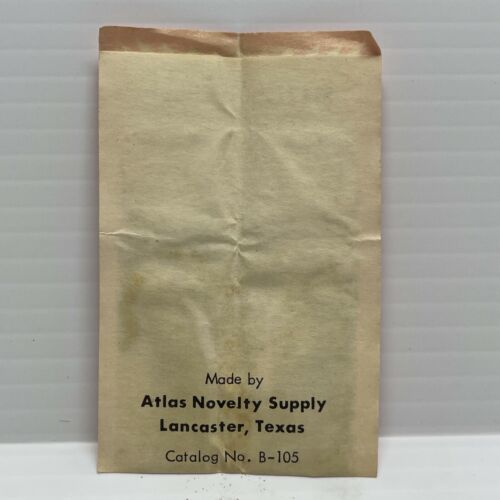 Made by
Atlas Novelty Supply
Lancaster, Texas
Catalog No. B-105